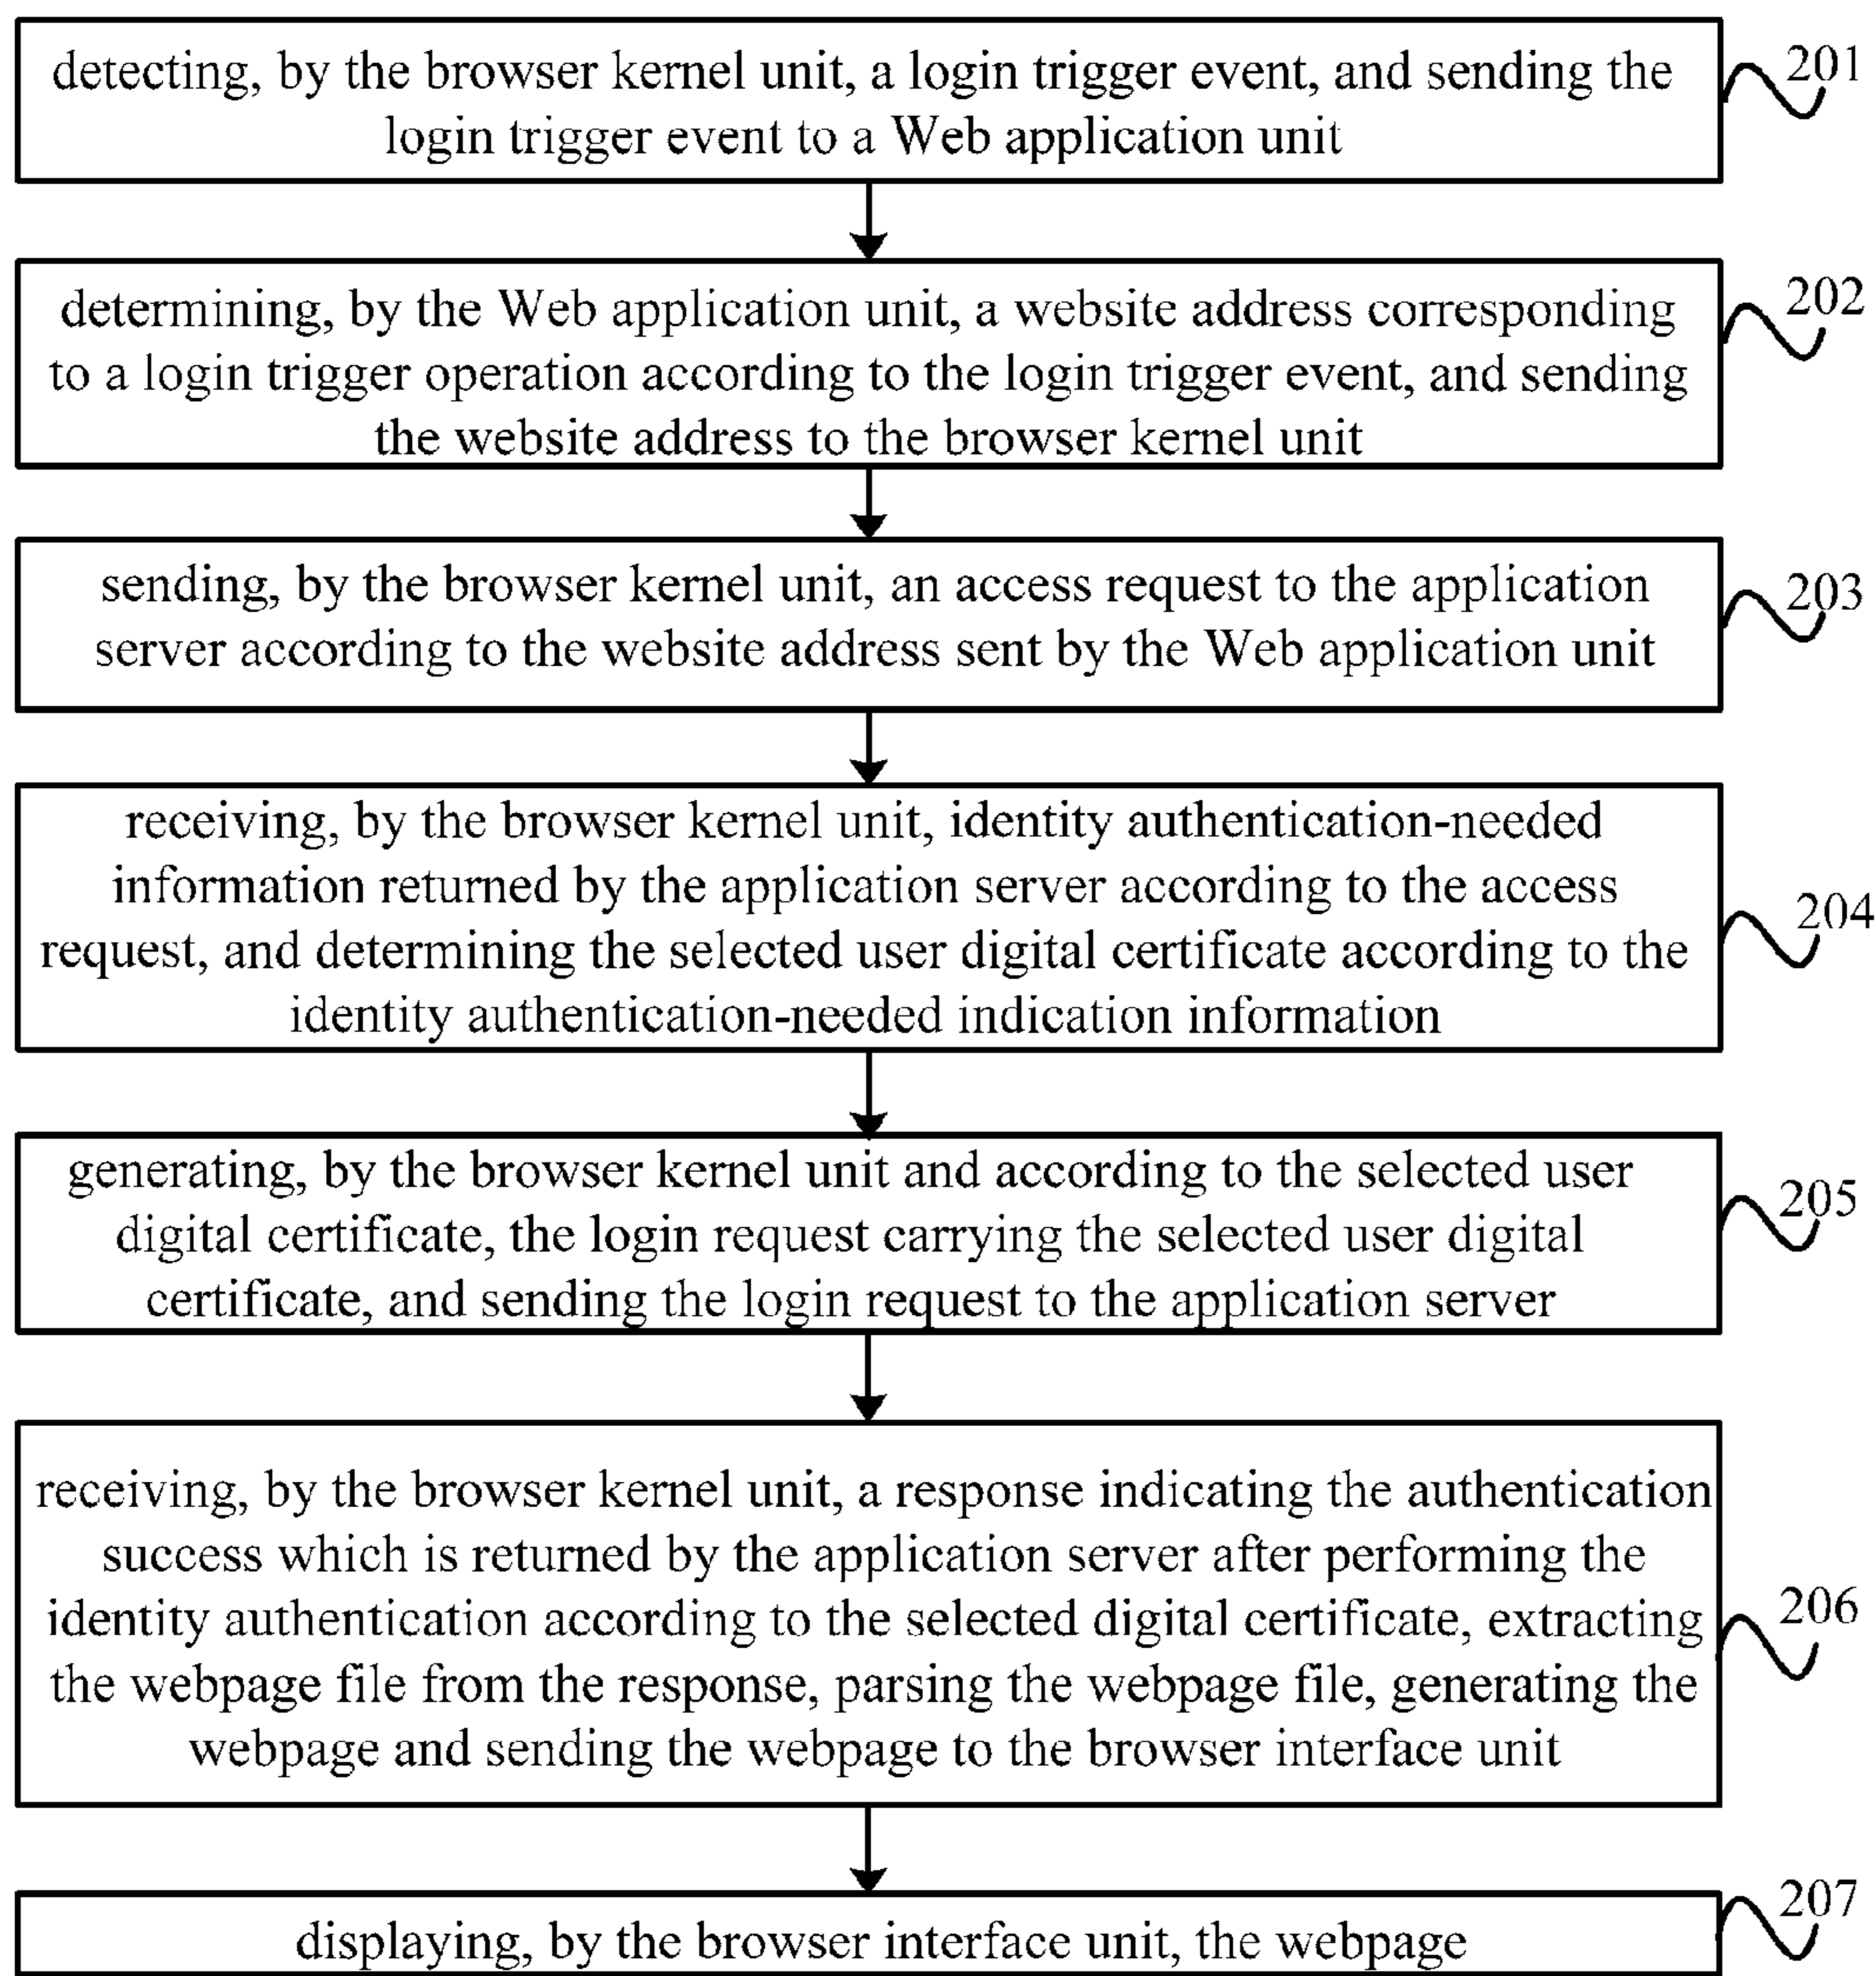 detecting, by the browser kernel unit, a login trigger event, and sending the
login trigger event to a Web application unit
201
determining, by the Web application unit, a website address corresponding
to a login trigger operation according to the login trigger event, and sending
the website address to the browser kernel unit
202
sending, by the browser kernel unit, an access request to the application
server according to the website address sent by the Web application unit
203
receiving, by the browser kernel unit, identity authentication-needed
information returned by the application server according to the access
request, and determining the selected user digital certificate according to the
identity authentication-needed indication information
204
generating, by the browser kernel unit and according to the selected user
digital certificate, the login request carrying the selected user digital
certificate, and sending the login request to the application server
205
receiving, by the browser kernel unit, a response indicating the authentication
success which is returned by the application server after performing the
identity authentication according to the selected digital certificate, extracting
the webpage file from the response, parsing the webpage file, generating the
webpage and sending the webpage to the browser interface unit
206
displaying, by the browser interface unit, the webpage
207